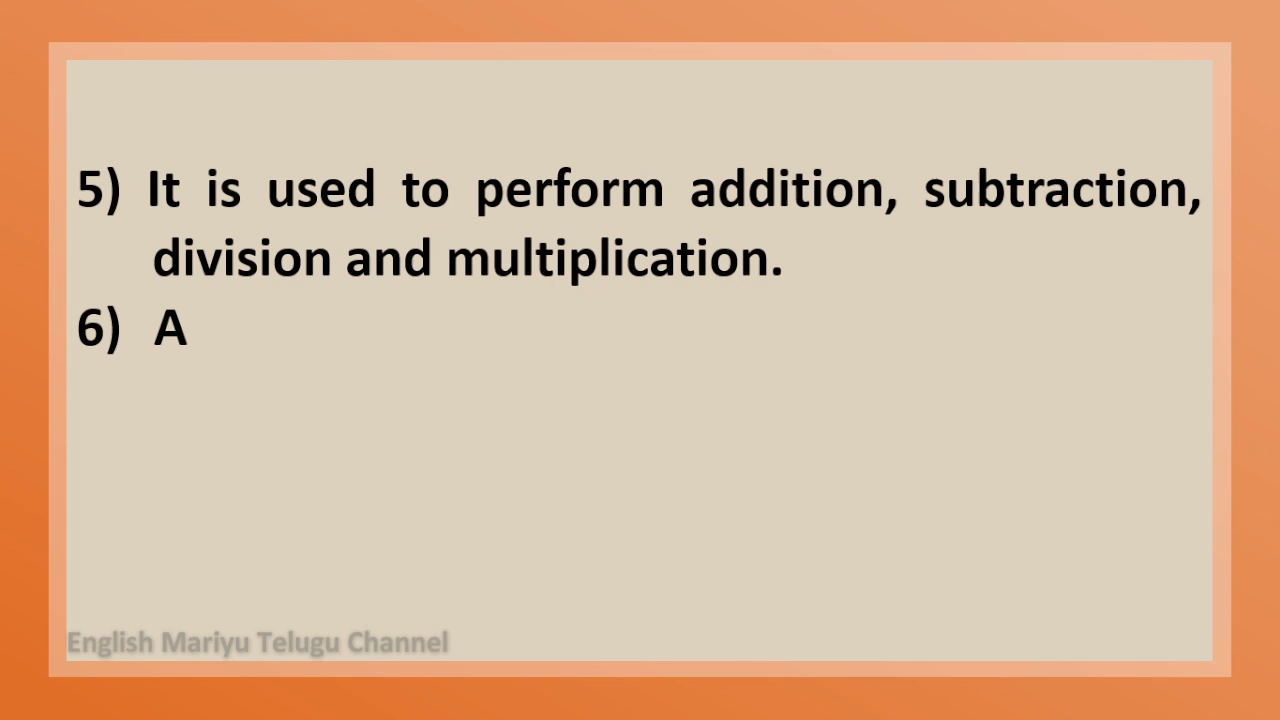 5) It is used to perform addition, subtraction,
division and multiplication.
6) A
English Mariyu Telugu Channel